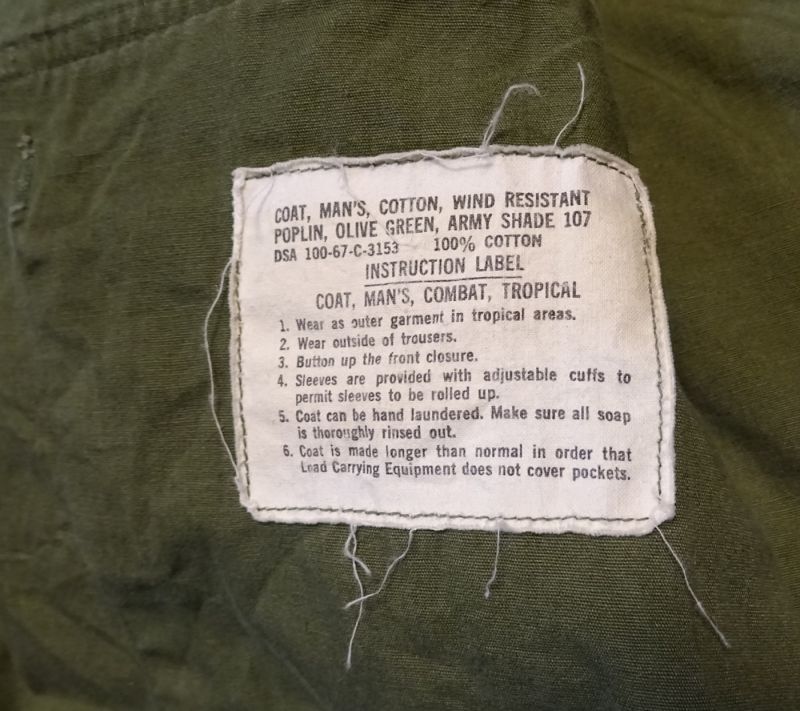 COAT, MAN'S, COTTON, WIND RESISTANT
POPLIN, OLIVE GREEN, ARMY SHADE 107
DSA 100-67-C-3153 100% COTTON
INSTRUCTION LABEL
COAT, MAN'S, COMBAT, TROPICAL
1. Wear as outer garment in tropical areas.
2. Wear outside of trousers.
3. Button up the front closure.
4. Sleeves are provided with adjustable cuffs to
permit sleeves to be rolled up.
5. Coat can be hand laundered. Make sure all soap
is thoroughly rinsed out.
6. Coat is made longer than normal in order that
Load Carrying Equipment does not cover pockets.